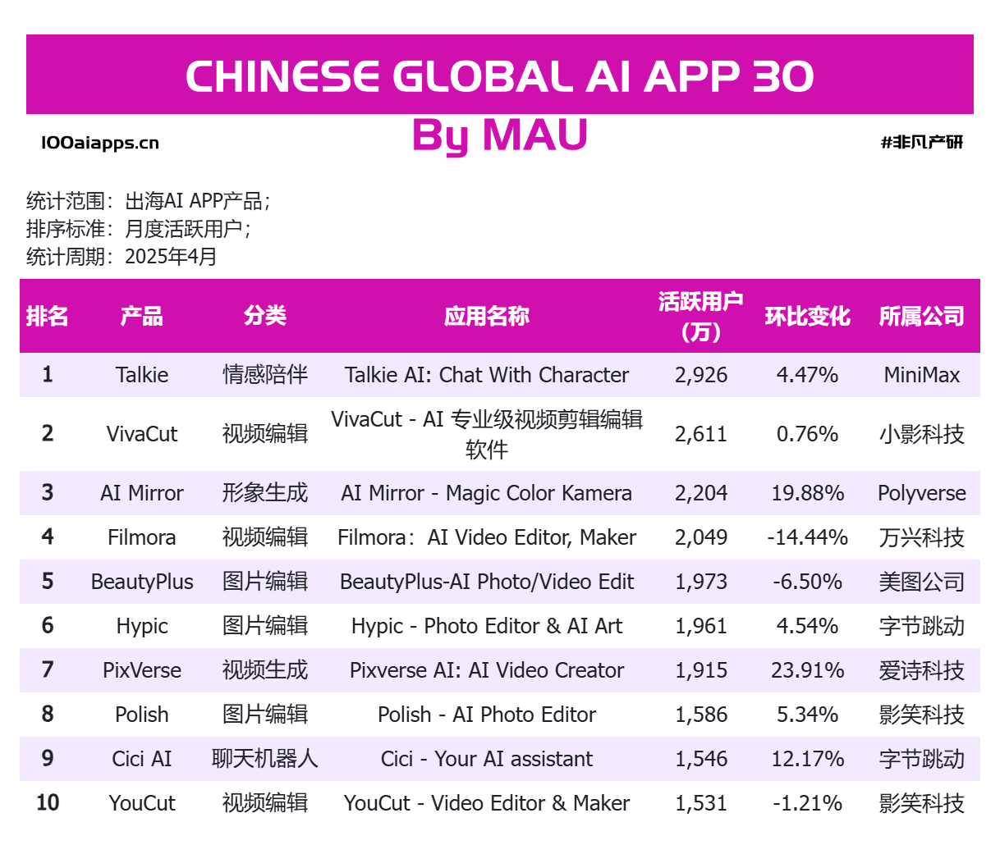 CHINESE GLOBAL AI APP 30
By MAU
100aiapps.cn
#非凡产研
统计范围：出海AI APP产品；
排序标准：月度活跃用户；
统计周期：2025年4月
排名 产品 分类 应用名称 活跃用户（万） 环比变化 所属公司
1 Talkie 情感陪伴 Talkie AI: Chat With Character 2,926 4.47% MiniMax
2 VivaCut 视频编辑 VivaCut - AI 专业级视频剪辑编辑软件 2,611 0.76% 小影科技
3 AI Mirror 形象生成 AI Mirror - Magic Color Kamera 2,204 19.88% Polyverse
4 Filmora 视频编辑 Filmora：AI Video Editor, Maker 2,049 -14.44% 万兴科技
5 BeautyPlus 图片编辑 BeautyPlus-AI Photo/Video Edit 1,973 -6.50% 美图公司
6 Hypic 图片编辑 Hypic - Photo Editor & AI Art 1,961 4.54% 字节跳动
7 PixVerse 视频生成 Pixverse AI: AI Video Creator 1,915 23.91% 爱诗科技
8 Polish 图片编辑 Polish - AI Photo Editor 1,586 5.34% 影笑科技
9 Cici AI 聊天机器人 Cici - Your AI assistant 1,546 12.17% 字节跳动
10 YouCut 视频编辑 YouCut - Video Editor & Maker 1,531 -1.21% 影笑科技